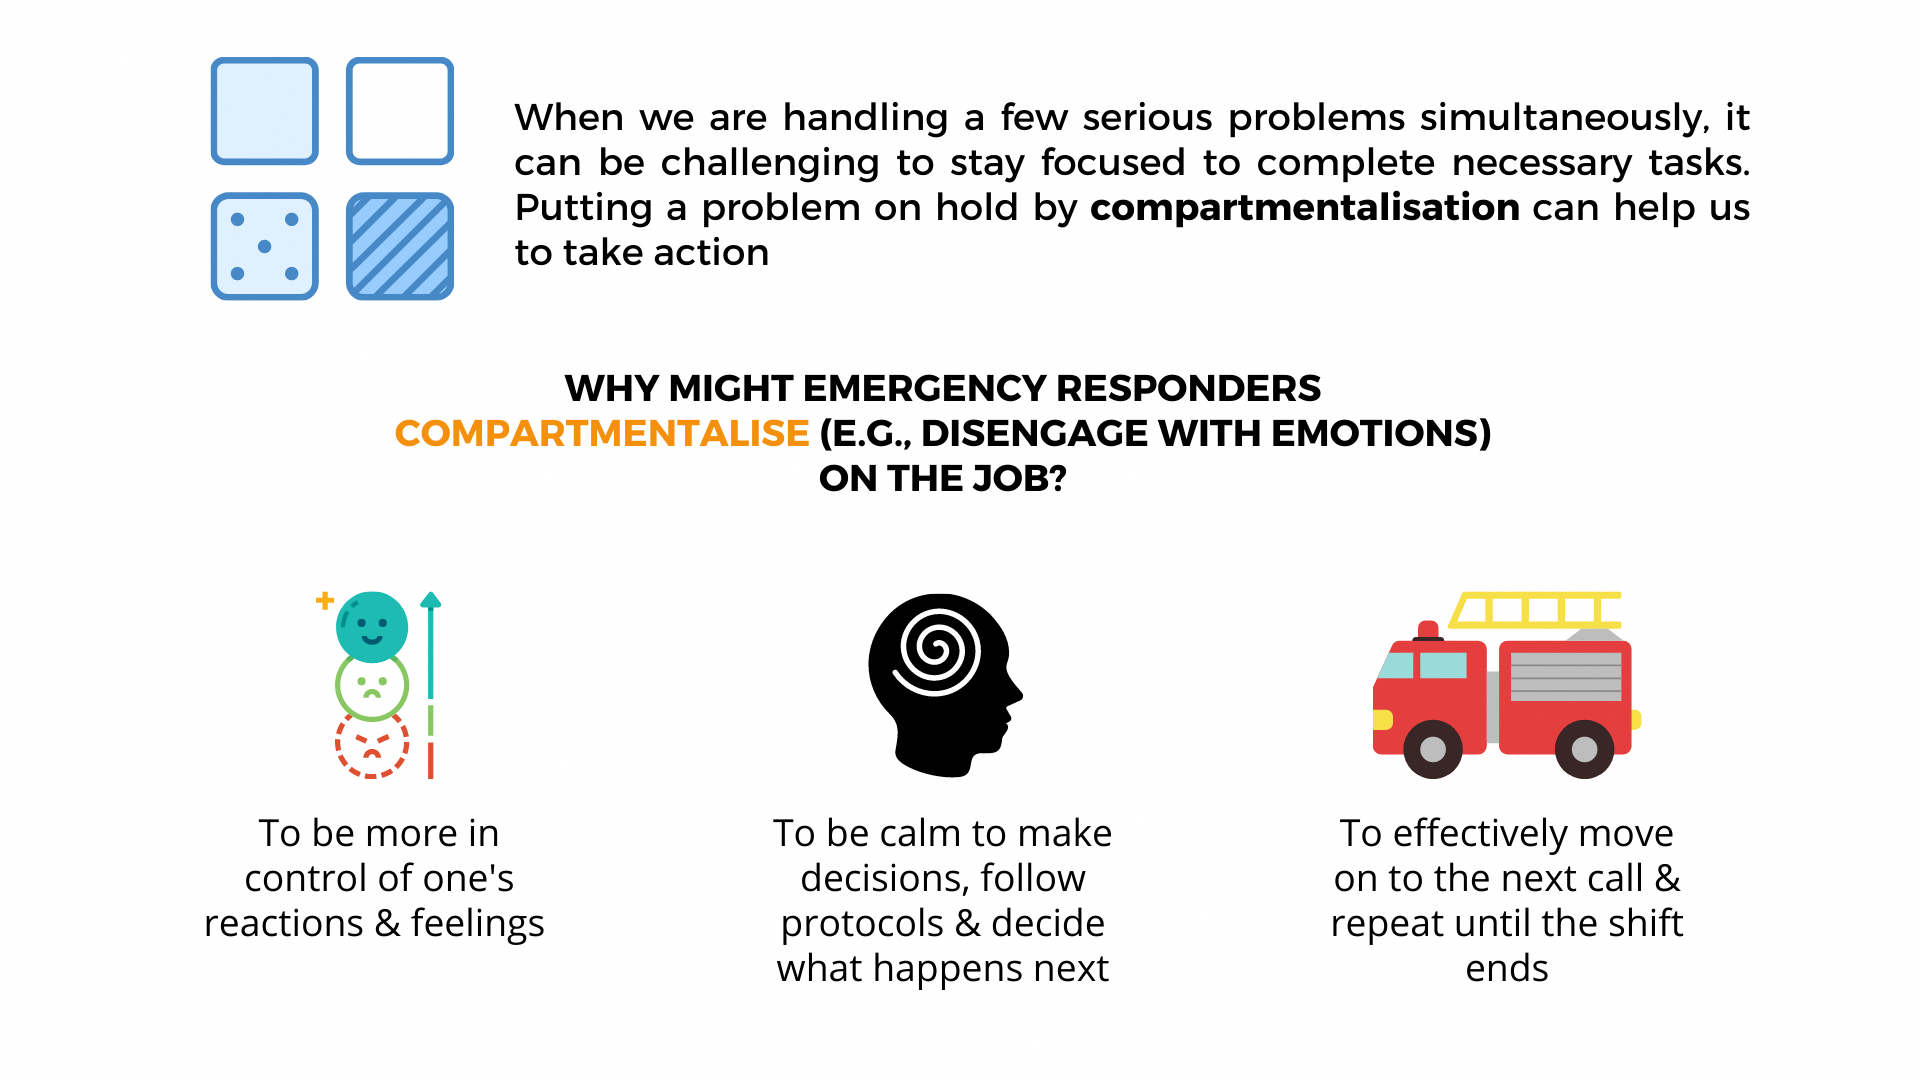 When we are handling a few serious problems simultaneously, it
can be challenging to stay focused to complete necessary tasks.
Putting a problem on hold by compartmentalisation can help us
to take action
WHY MIGHT EMERGENCY RESPONDERS
COMPARTMENTALISE (E.G., DISENGAGE WITH EMOTIONS)
ON THE JOB?
To be more in
control of one's
reactions & feelings
To be calm to make
decisions, follow
protocols & decide
what happens next
To effectively move
on to the next call &
repeat until the shift
ends